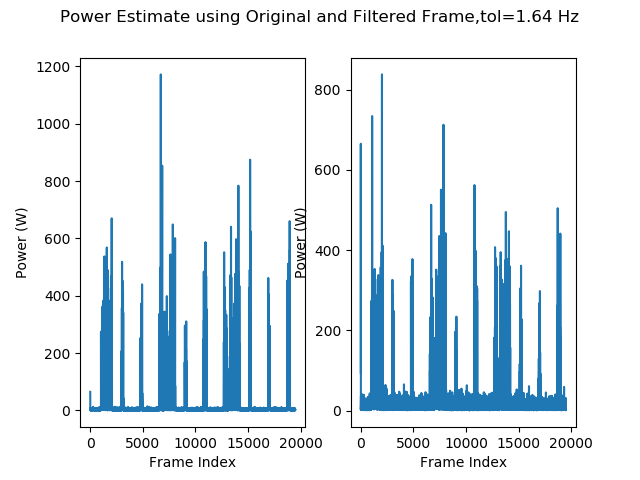 Power Estimate using Original and Filtered Frame,tol=1.64 Hz
Power (W)
1200
1000
800
600
400
200
0
0 5000 10000 15000 20000
Frame Index
Power (W)
800
600
400
200
0
0 5000 10000 15000 20000
Frame Index